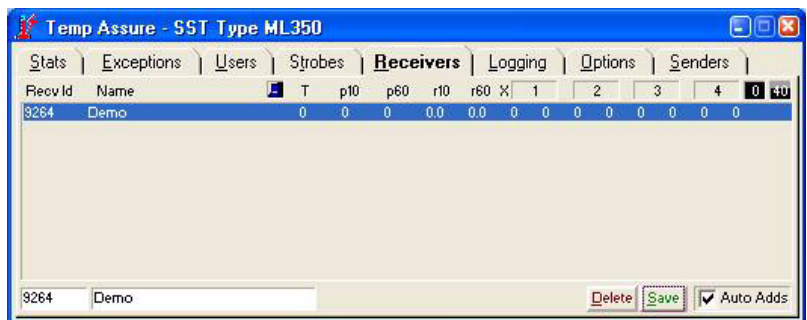 Temp Assure - SST Type ML350
Stats Exceptions Users Strobes Receivers Logging Options Senders
Recv Id Name T p10 p60 r10 r60 X 1 2 3 4 0 40
9264 Demo 0 0 0 0.0 0.0 0 0 0 0 0 0 0 0
9264 Demo Delete Save Auto Adds